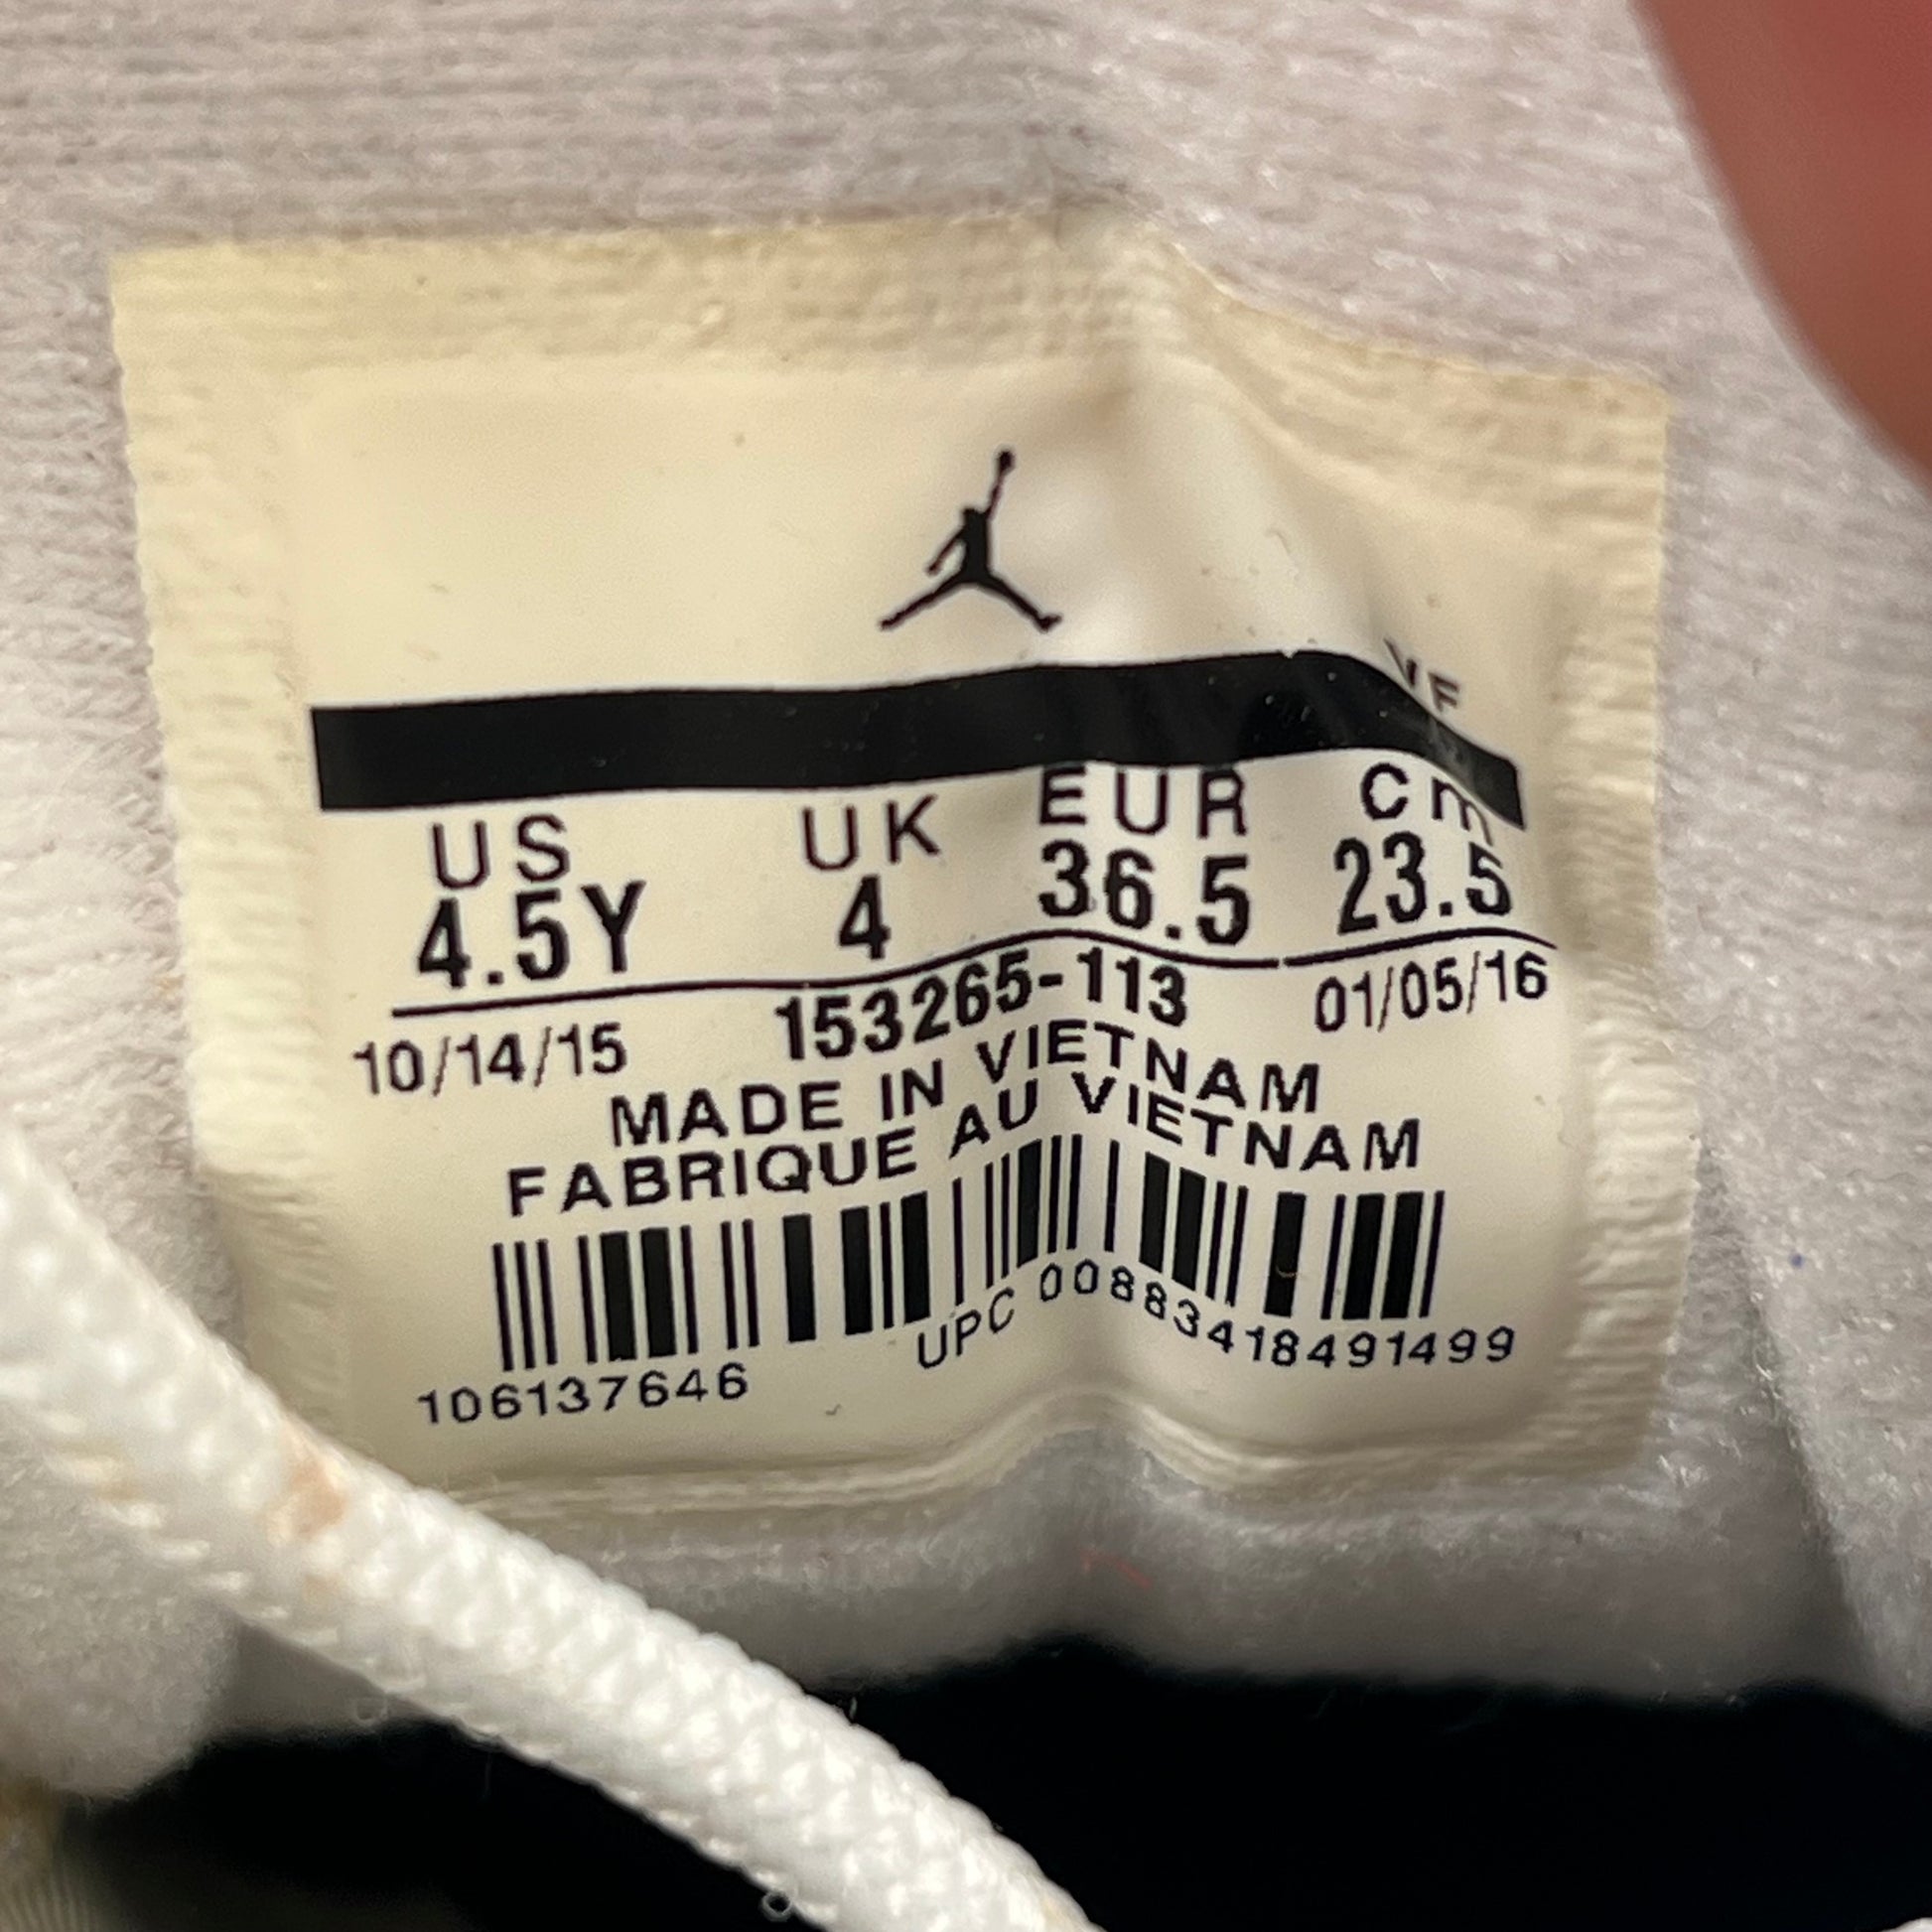 VF
US UK EUR Cm
4.5Y 4 36.5 23.5
10/14/15 153265-113 01/05/16
MADE IN VIETNAM
FABRIQUE AU VIETNAM
106137646 UPC 00883418491499